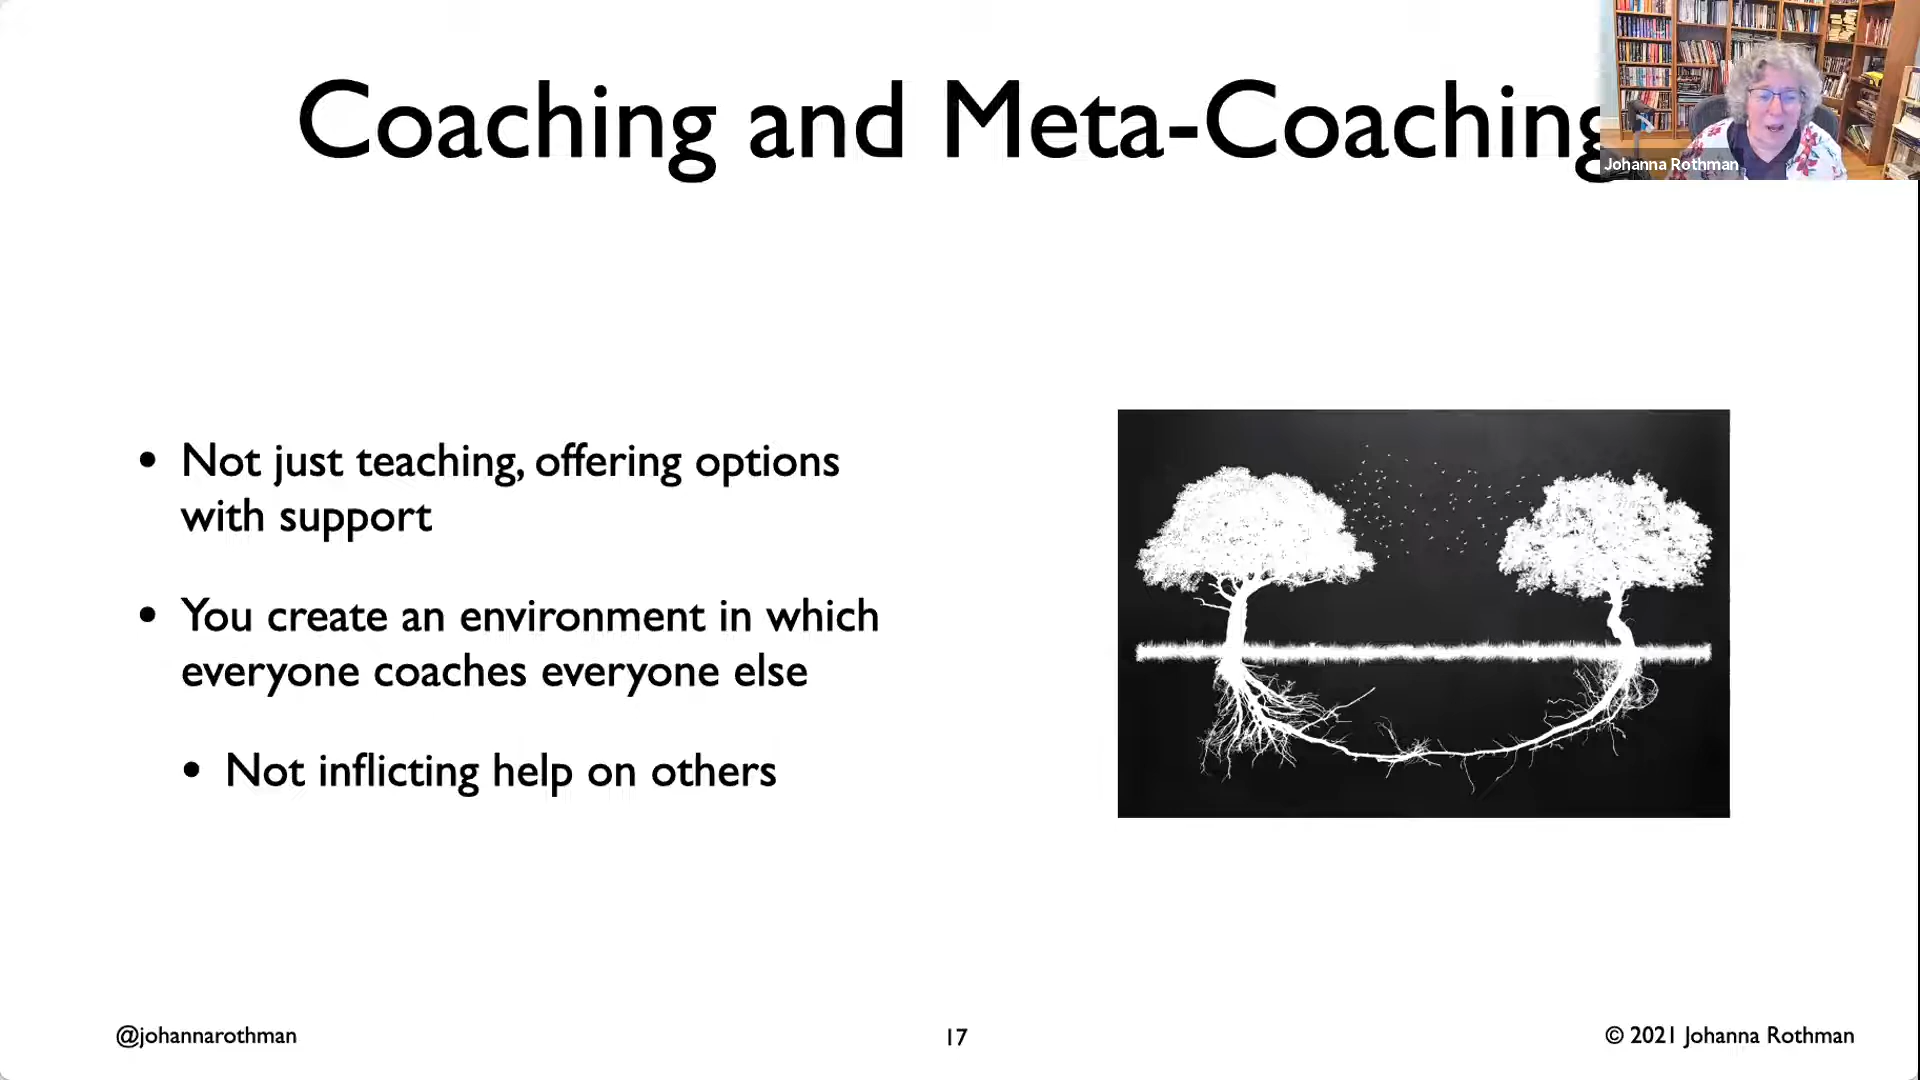 Coaching and Meta-Coaching
Johanna Rothman
• Not just teaching, offering options
with support
• You create an environment in which
everyone coaches everyone else
• Not inflicting help on others
@johannarothman
17
© 2021 Johanna Rothman